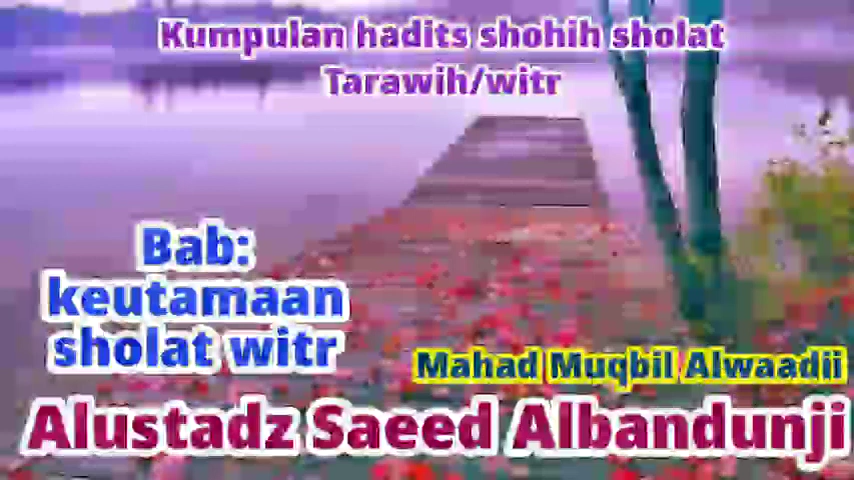 Kumpulan hadits shohih sholat
Tarawih/witr
Bab:
keutamaan
sholat witr
Mahad Muqbil Alwaadii
Alustadz Saeed Albandunji